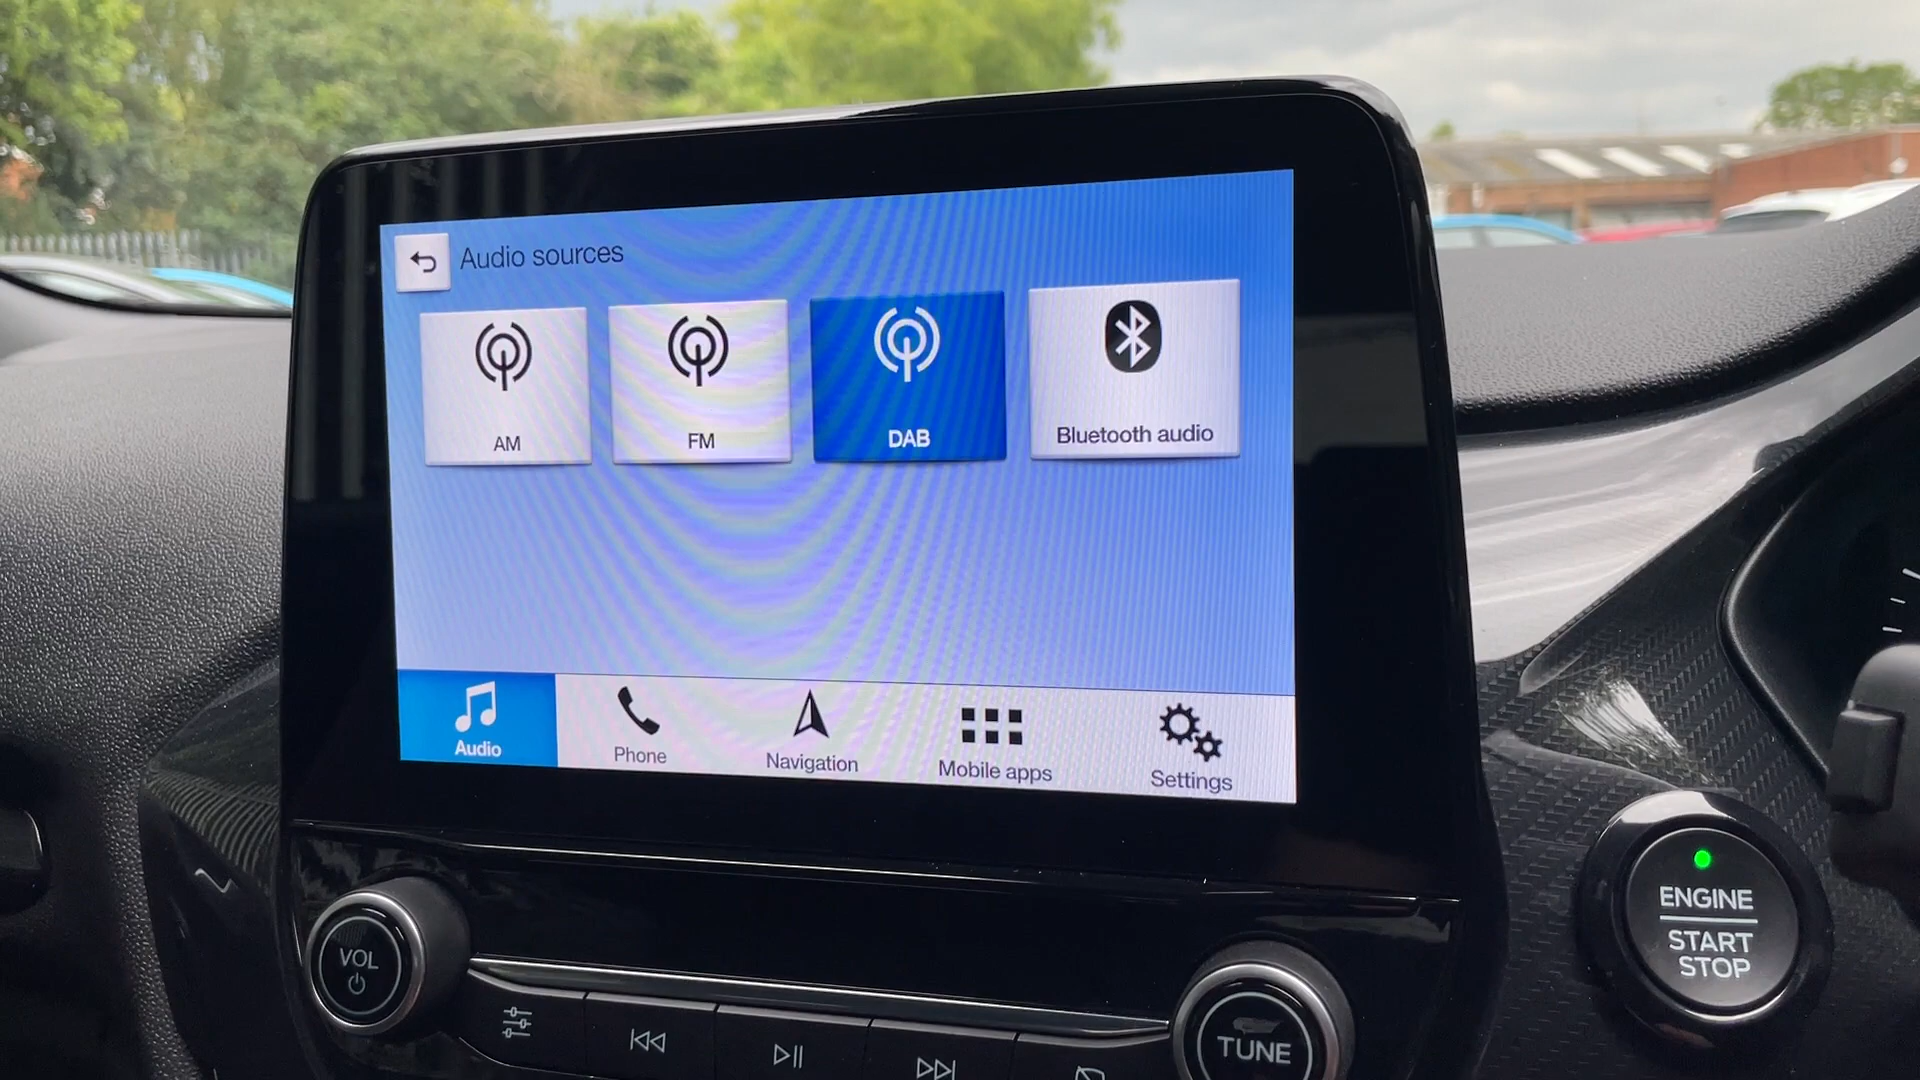 Audio sources
AM
FM
DAB
Bluetooth audio
Audio
Phone
Navigation
Mobile apps
Settings
VOL
TUNE
ENGINE
START
STOP